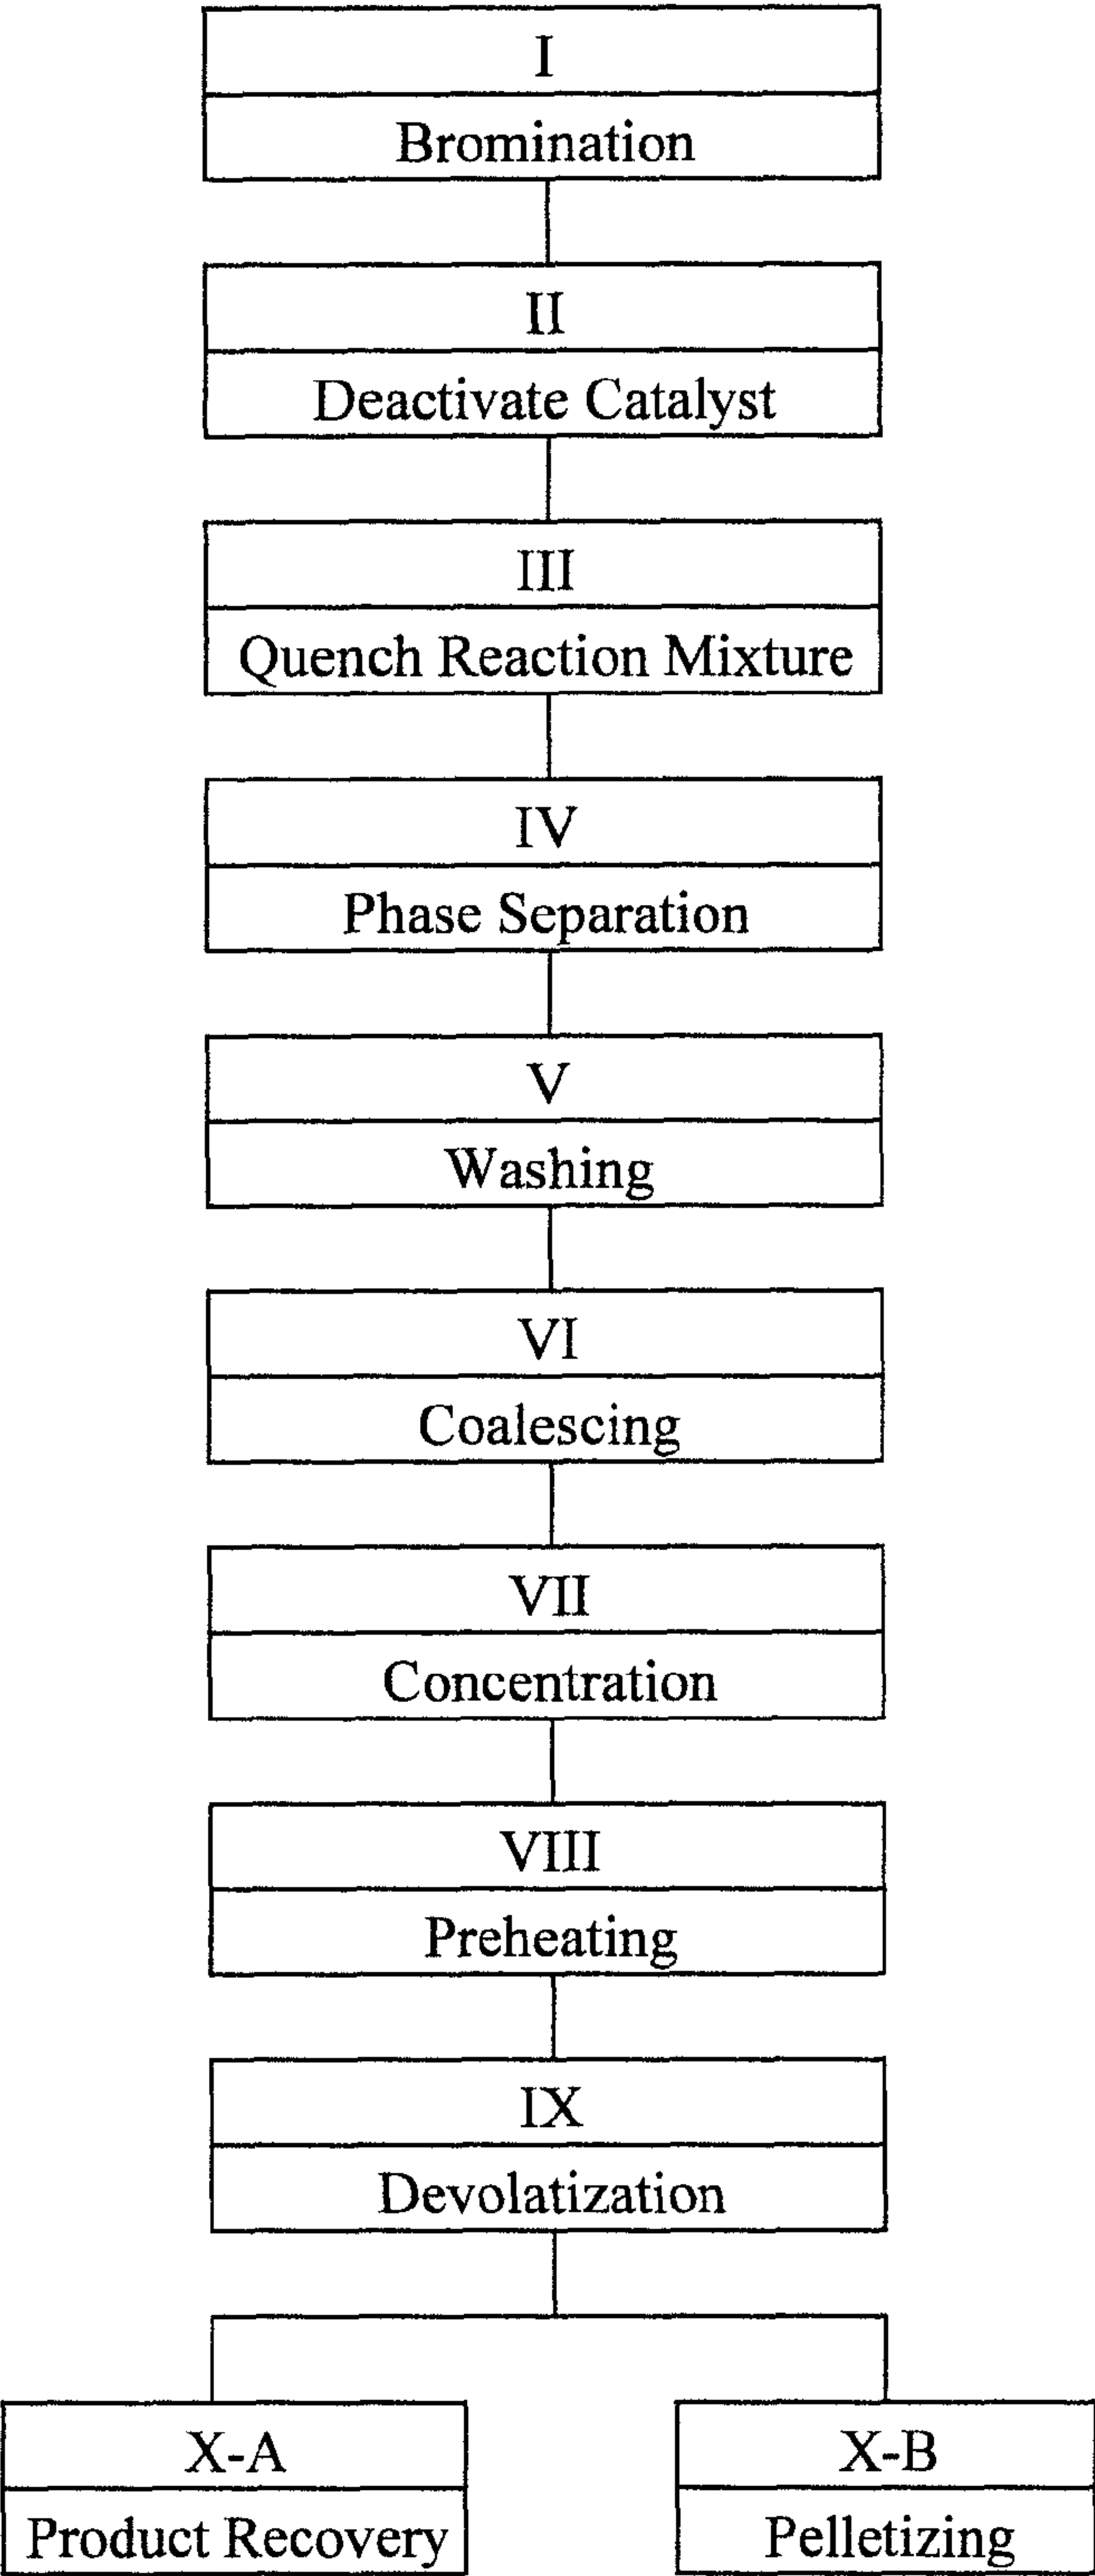 I
Bromination
II
Deactivate Catalyst
III
Quench Reaction Mixture
IV
Phase Separation
V
Washing
VI
Coalescing
VII
Concentration
VIII
Preheating
IX
Devolatization
X-A
Product Recovery
X-B
Pelletizing